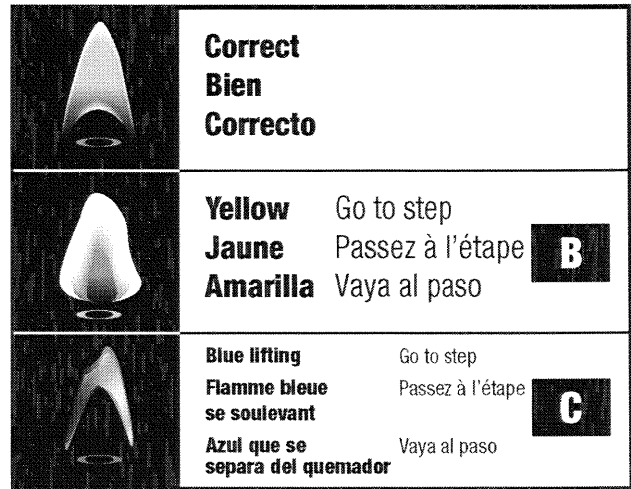 Correct
Bien
Correcto
Yellow Go to step
Jaune Passez à l'étape B
Amarilla Vaya al paso
Blue lifting Go to step
Flamme bleue Passez à l'étape C
se soulevant
Azul que se Vaya al paso
separa del quemador